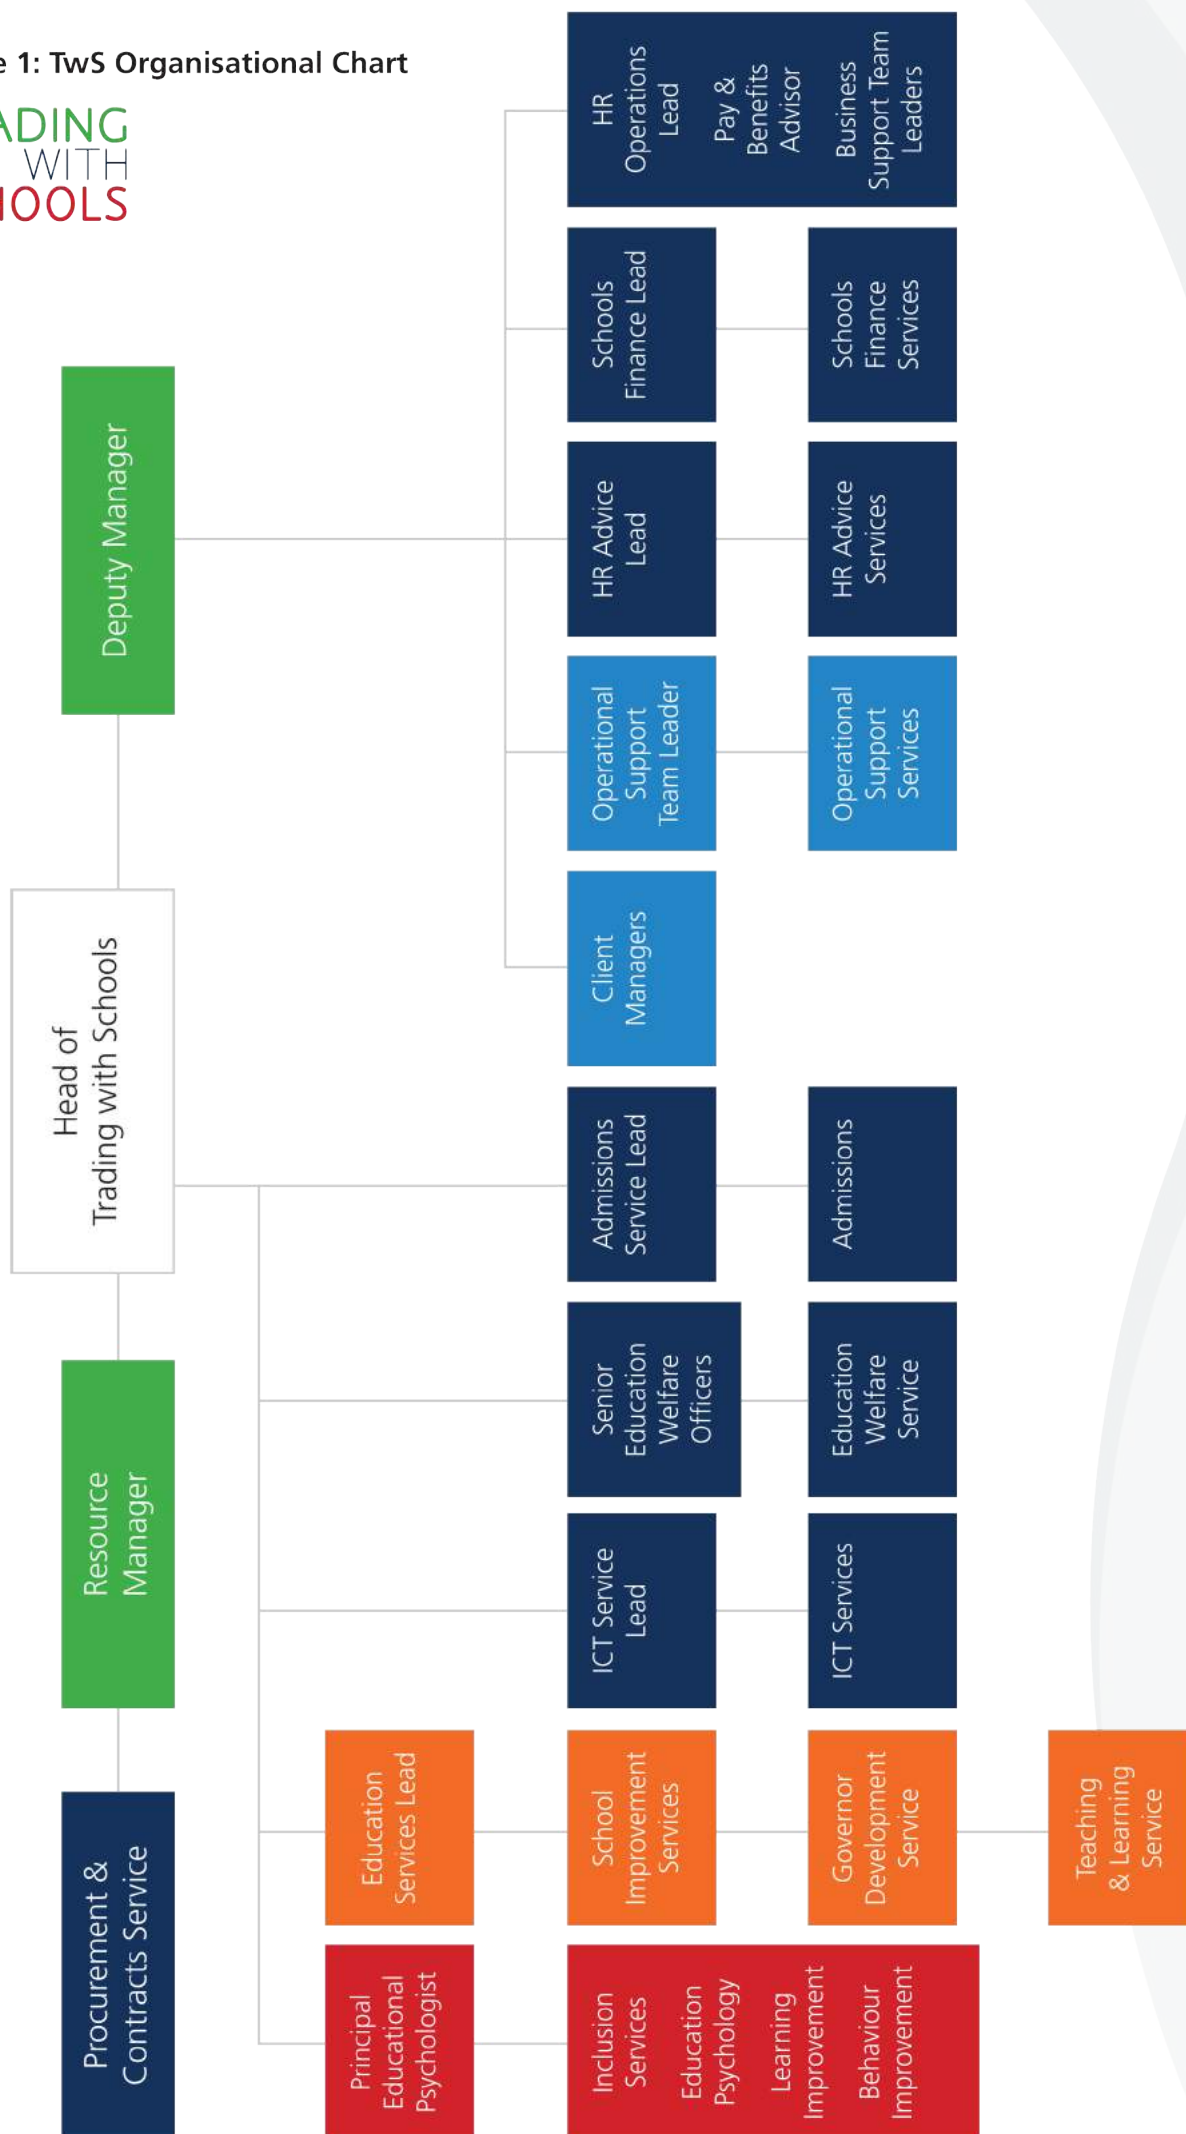 e 1: TwS Organisational Chart
ADING
WITH
HOOLS
Procurement &
Contracts Service
Resource
Manager
Head of
Trading with Schools
Deputy Manager
Principal
Educational
Psychologist
Education
Services Lead
Inclusion
Services
Education
Psychology
Learning
Improvement
Behaviour
Improvement
School
Improvement
Services
ICT Service
Lead
Senior
Education
Welfare
Officers
Admissions
Service Lead
Client
Managers
Operational
Support
Team Leader
HR Advice
Lead
Schools
Finance Lead
HR
Operations
Lead
Pay &
Benefits
Advisor
Business
Support Team
Leaders
Governor
Development
Service
ICT Services
Education
Welfare
Service
Admissions
Operational
Support
Services
HR Advice
Services
Schools
Finance
Services
Teaching
& Learning
Service